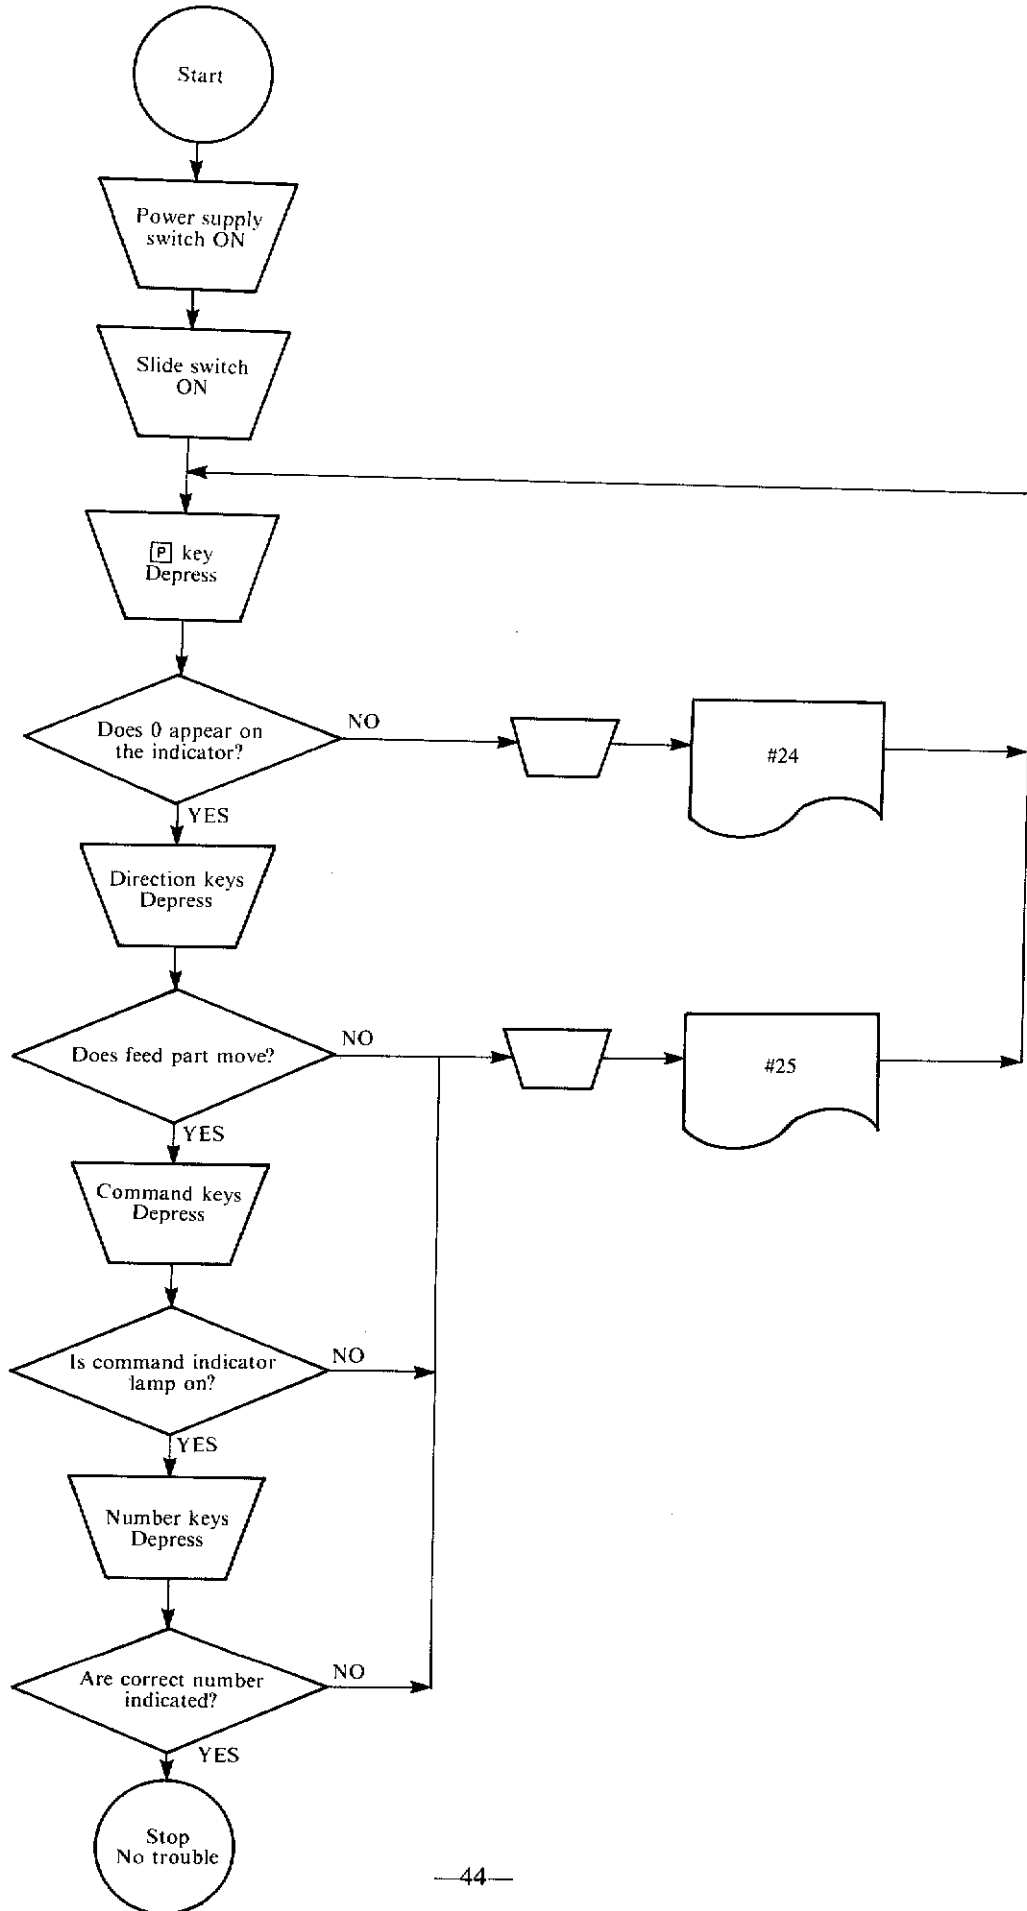 Start
Power supply
switch ON
Slide switch
ON
P key
Depress
Does 0 appear on
the indicator?
NO
#24
YES
Direction keys
Depress
Does feed part move?
NO
#25
YES
Command keys
Depress
Is command indicator
lamp on?
NO
YES
Number keys
Depress
Are correct number
indicated?
NO
YES
Stop
No trouble
—44—